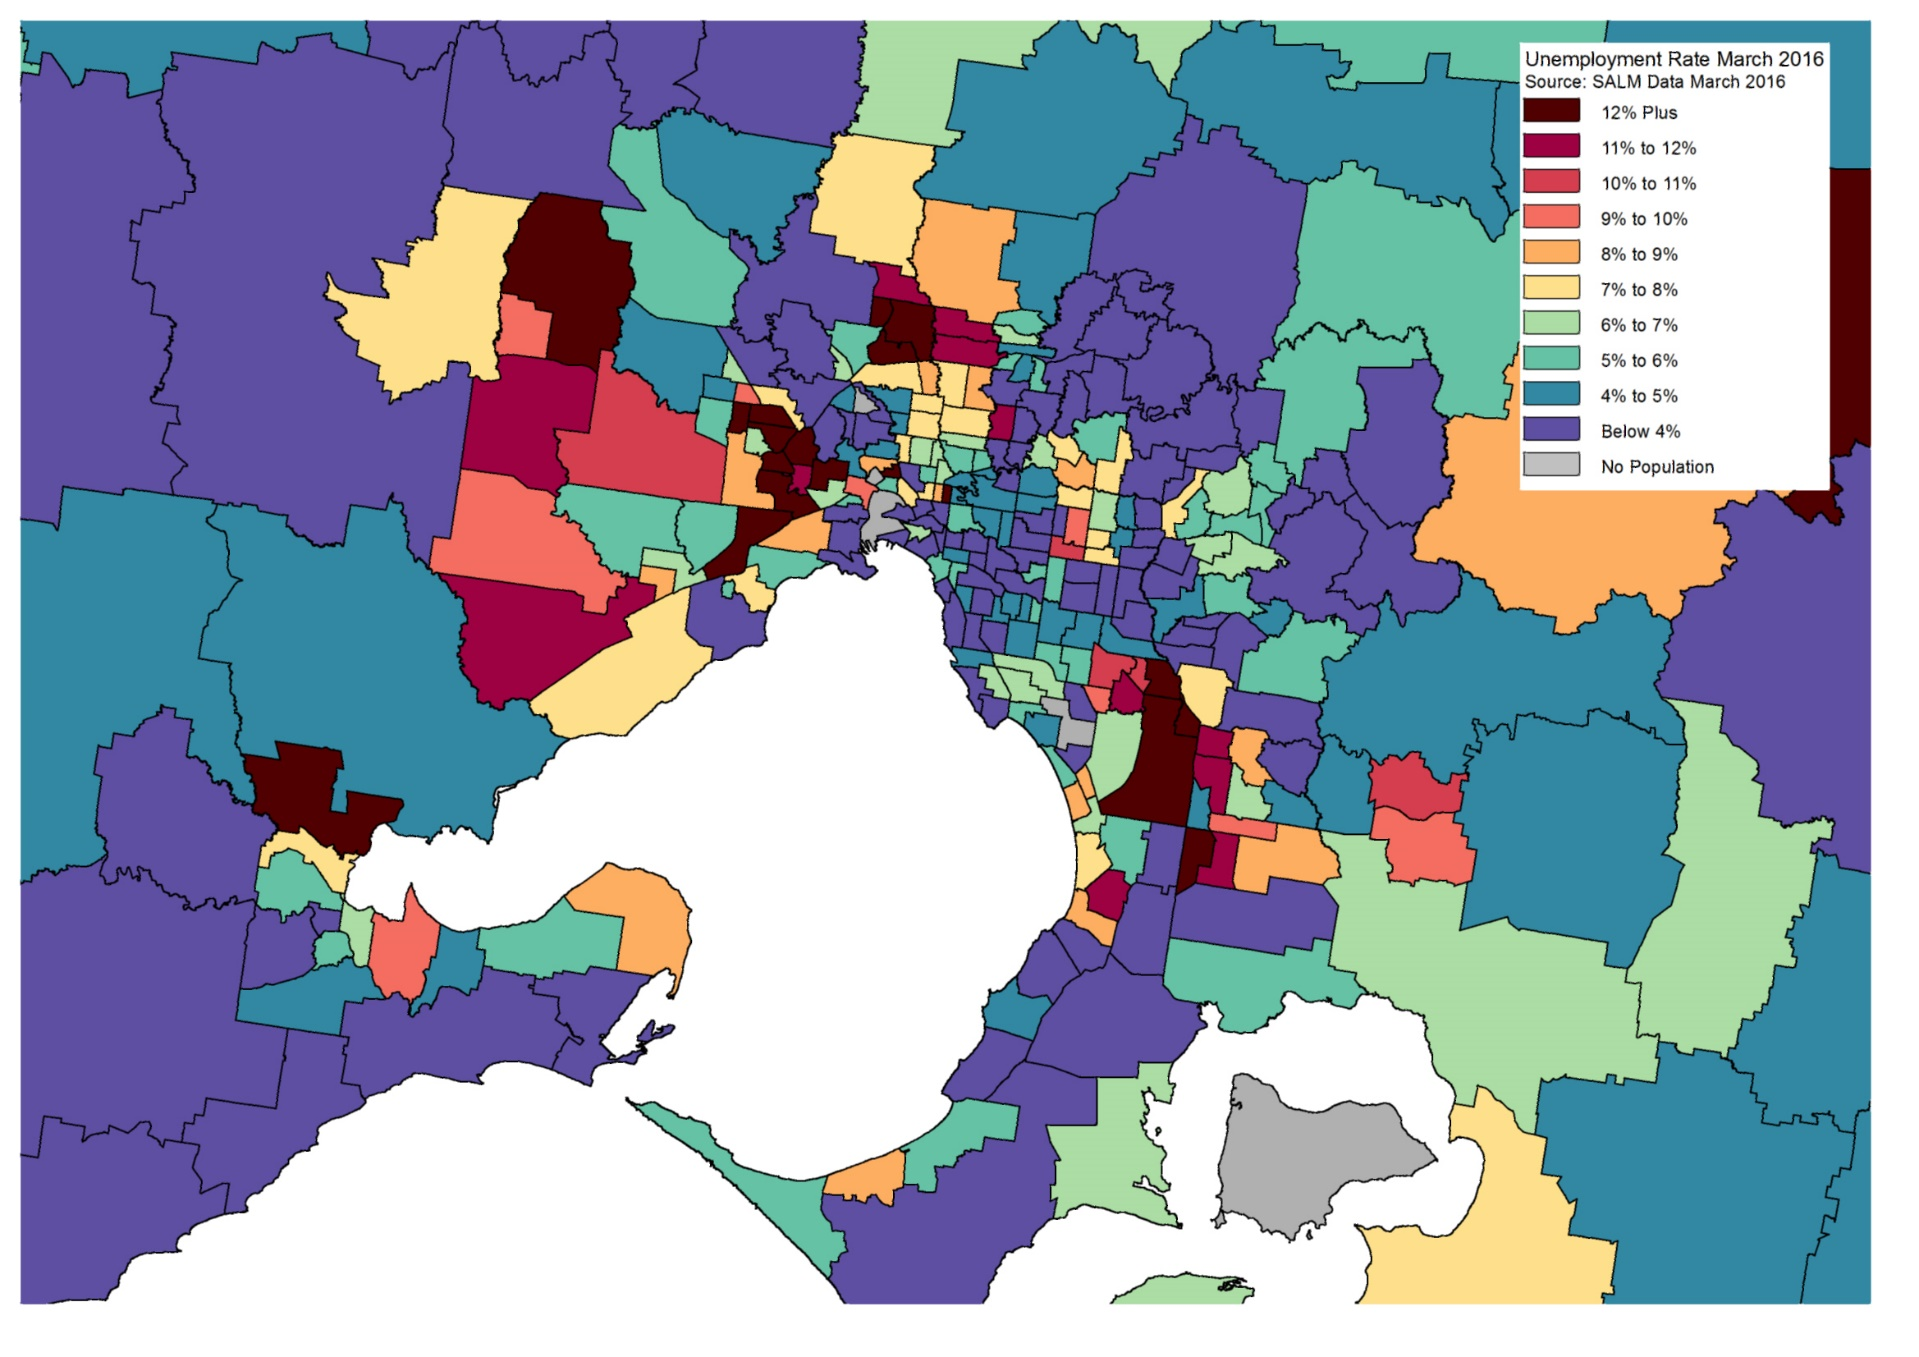 Unemployment Rate March 2016
Source: SALM Data March 2016
12% Plus
11% to 12%
10% to 11%
9% to 10%
8% to 9%
7% to 8%
6% to 7%
5% to 6%
4% to 5%
Below 4%
No Population